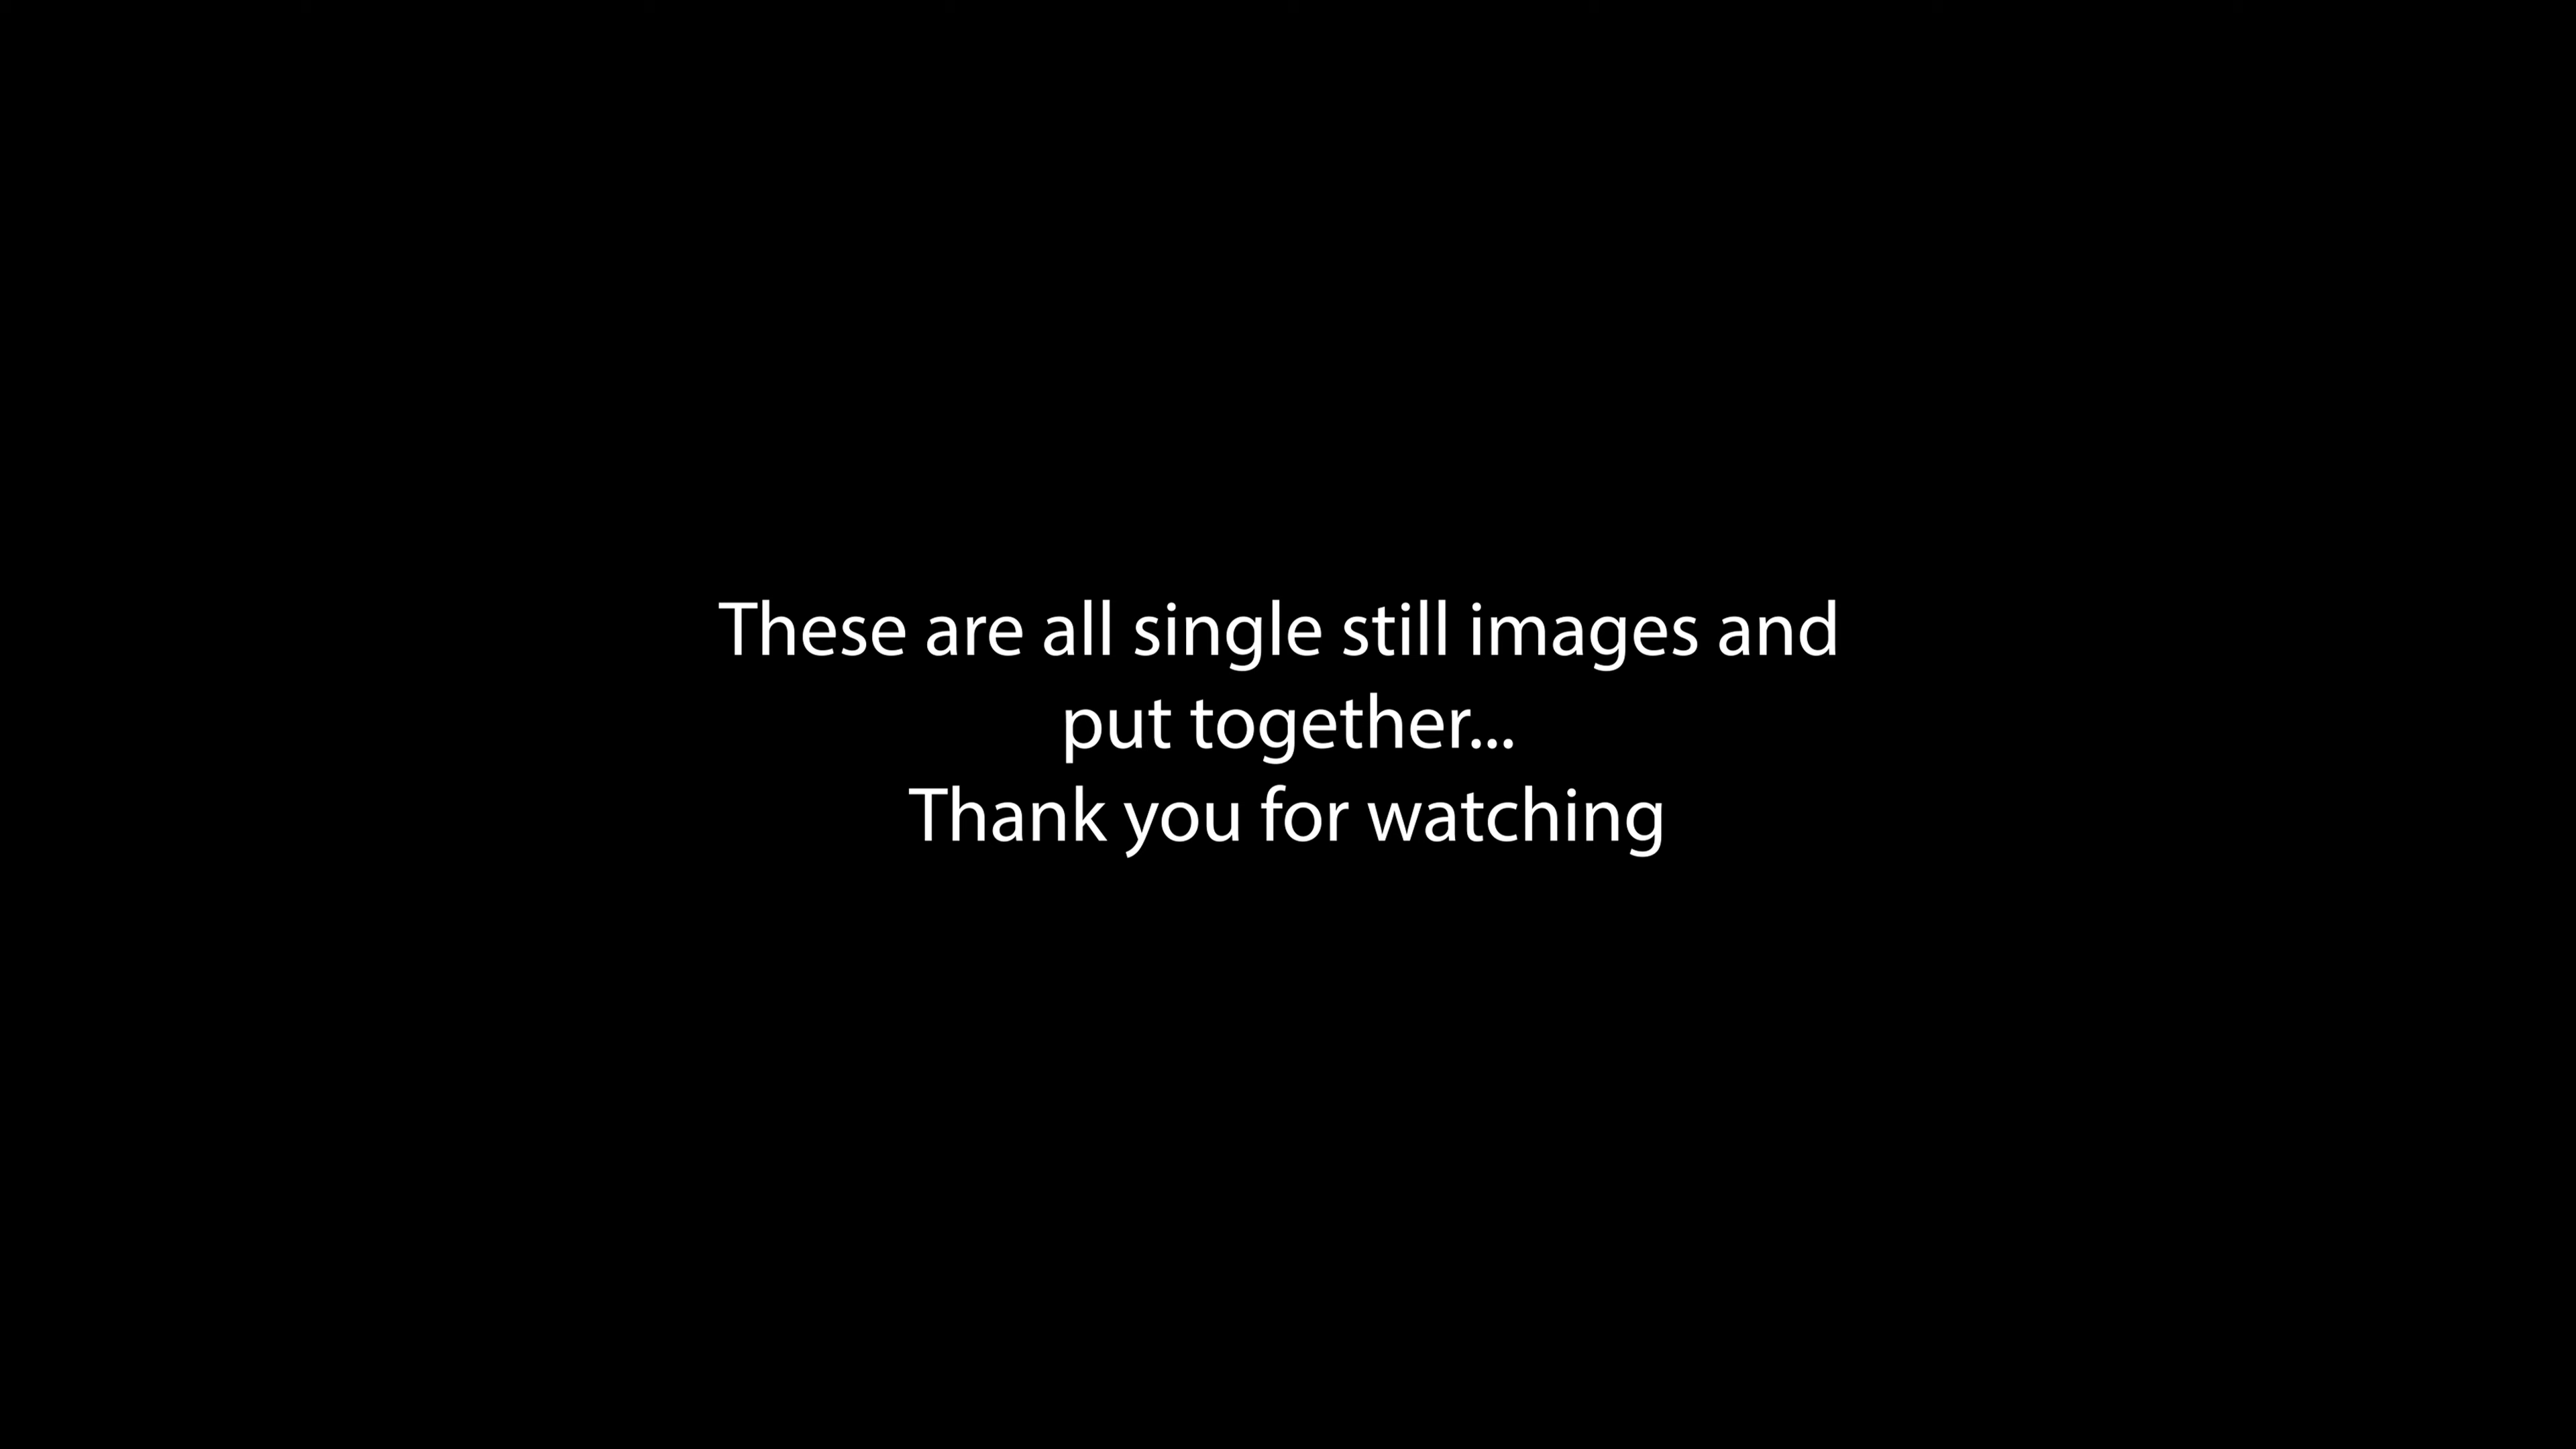 These are all single still images and
put together...
Thank you for watching